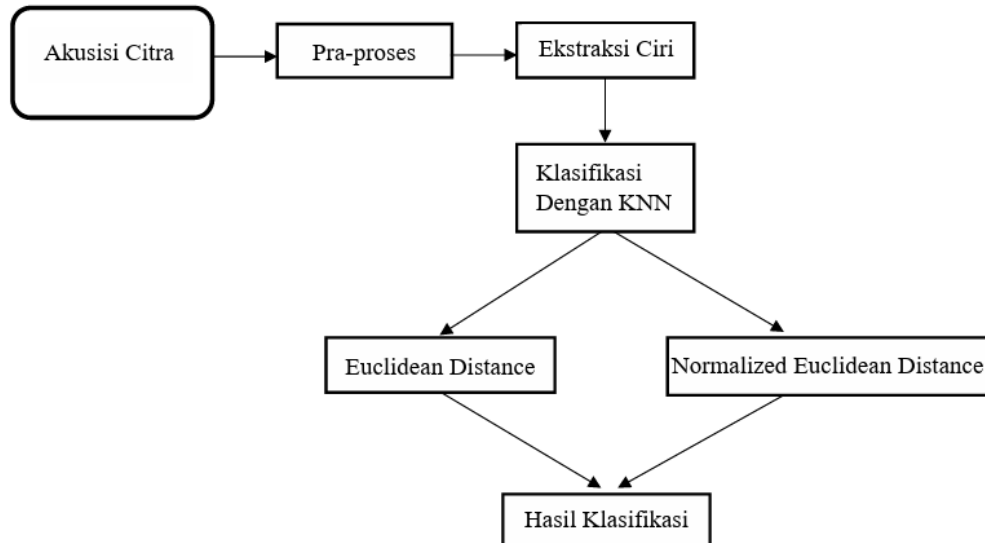 Akusisi Citra
Pra-proses
Ekstraksi Ciri
Klasifikasi
Dengan KNN
Euclidean Distance
Normalized Euclidean Distance
Hasil Klasifikasi